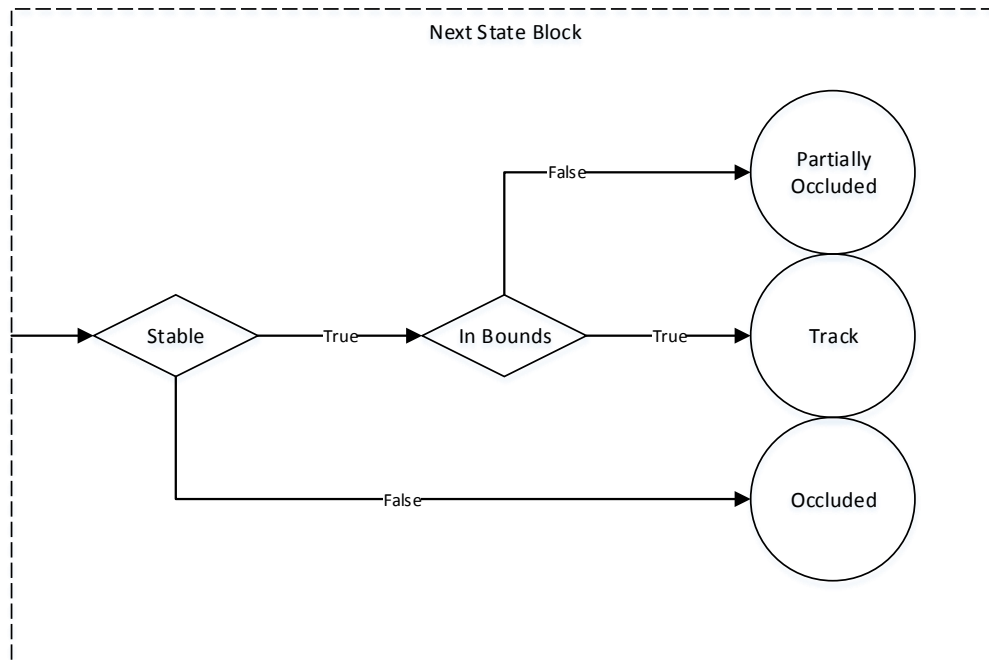 Next State Block
False
Partially
Occluded
Stable
True
In Bounds
True
Track
False
Occluded